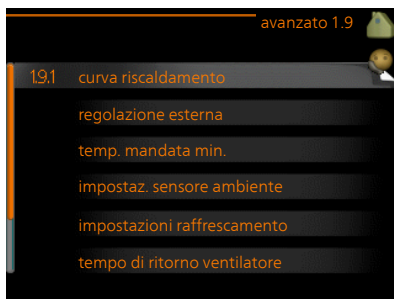 avanzato 1.9
1.9.1 curva riscaldamento
regolazione esterna
temp. mandata min.
impostaz. sensore ambiente
impostazioni raffrescamento
tempo di ritorno ventilatore